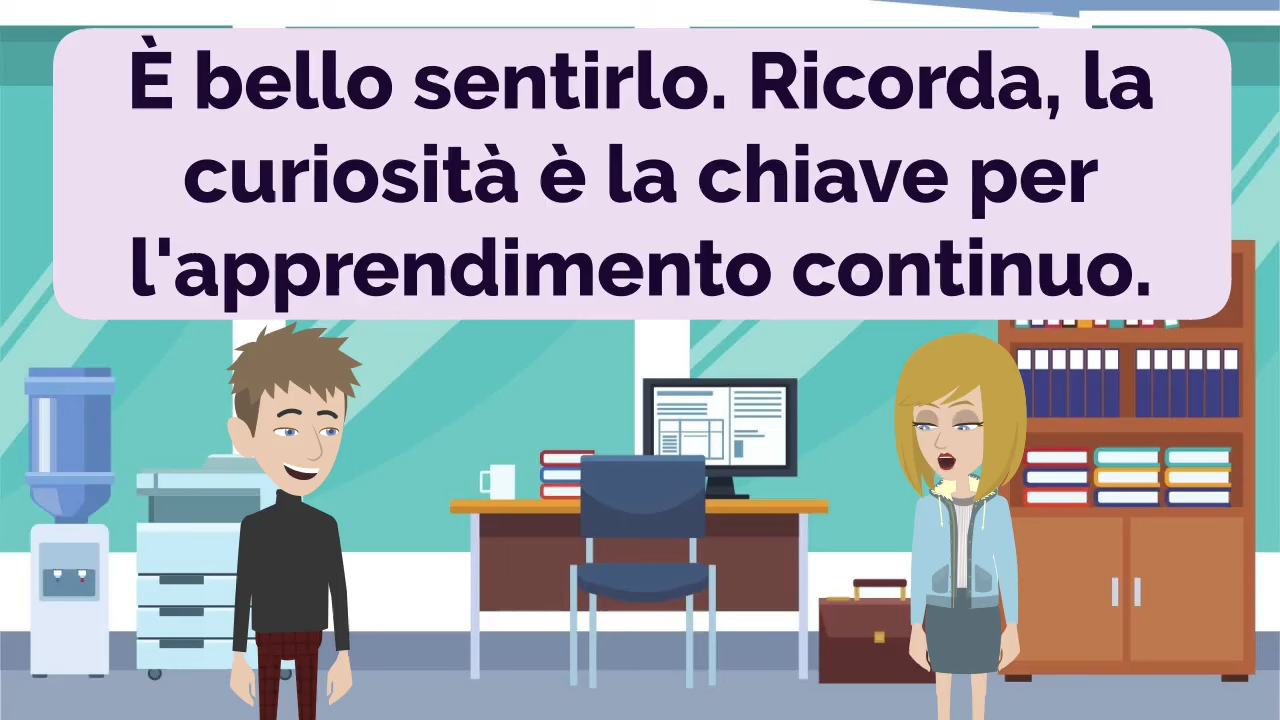 È bello sentirlo. Ricorda, la
curiosità è la chiave per
l'apprendimento continuo.